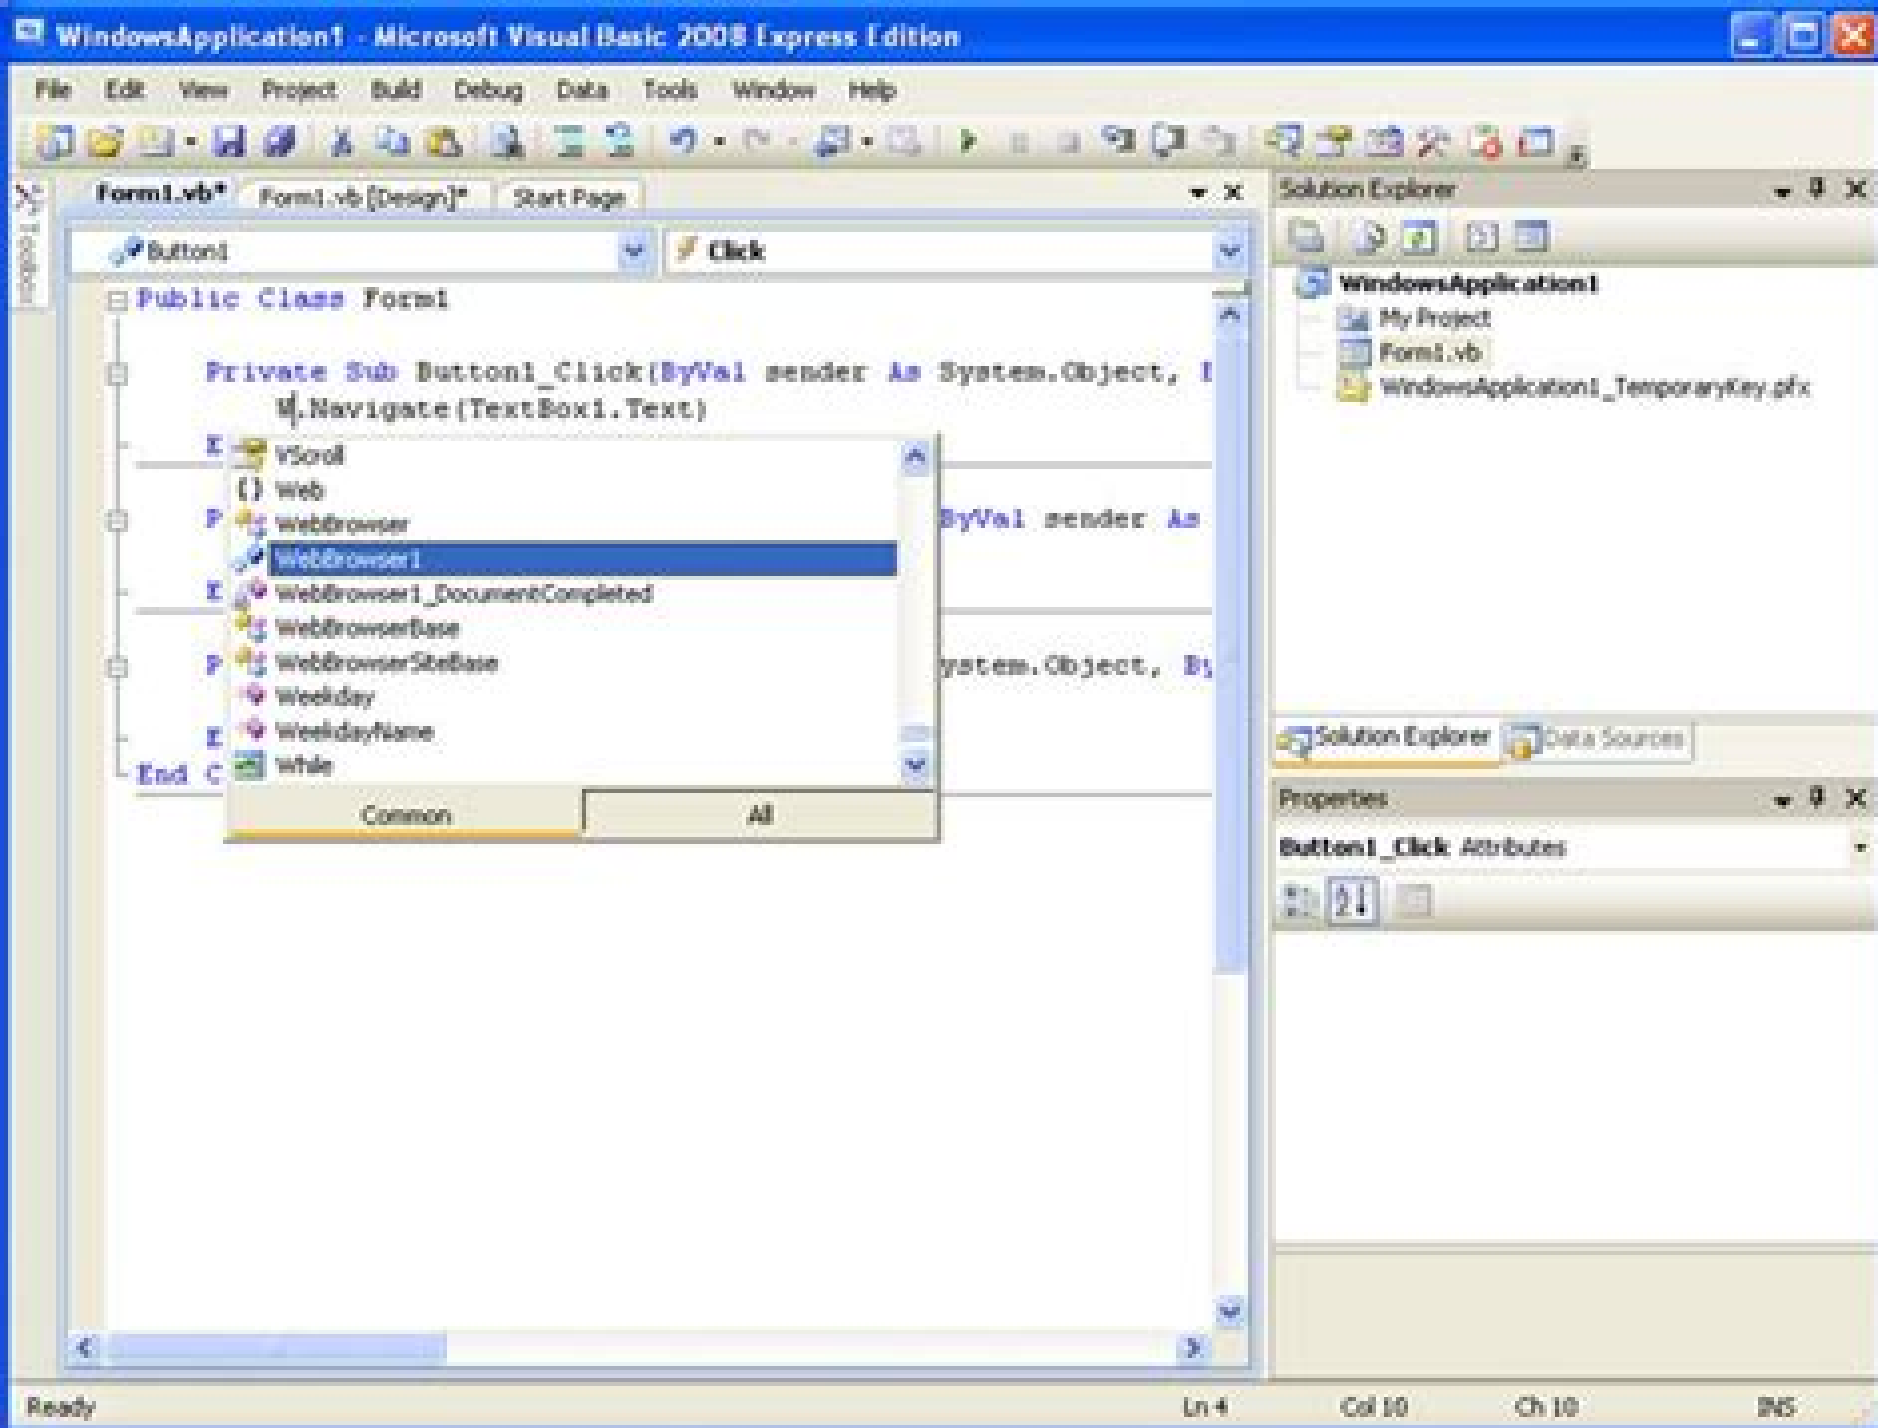 WindowsApplication1 - Microsoft Visual Basic 2008 Express Edition
File Edit View Project Build Debug Data Tools Window Help
Toolbox
Form1.vb* Form1.vb [Design]* Start Page
Button1 Click
Public Class Form1
Private Sub Button1_Click(ByVal sender As System.Object,
W.Navigate(TextBox1.Text)
E
VScroll
{} Web
WebBrowser
P ByVal sender As
WebBrowser1
E WebBrowser1_DocumentCompleted
WebBrowserBase
P WebBrowserSiteBase ystem.Object, By
Weekday
E WeekdayName
End C While
Common All
Solution Explorer
WindowsApplication1
My Project
Form1.vb
WindowsApplication1_TemporaryKey.pfx
Solution Explorer Data Sources
Properties
Button1_Click Attributes
Ready Ln 4 Col 10 Ch 10 INS